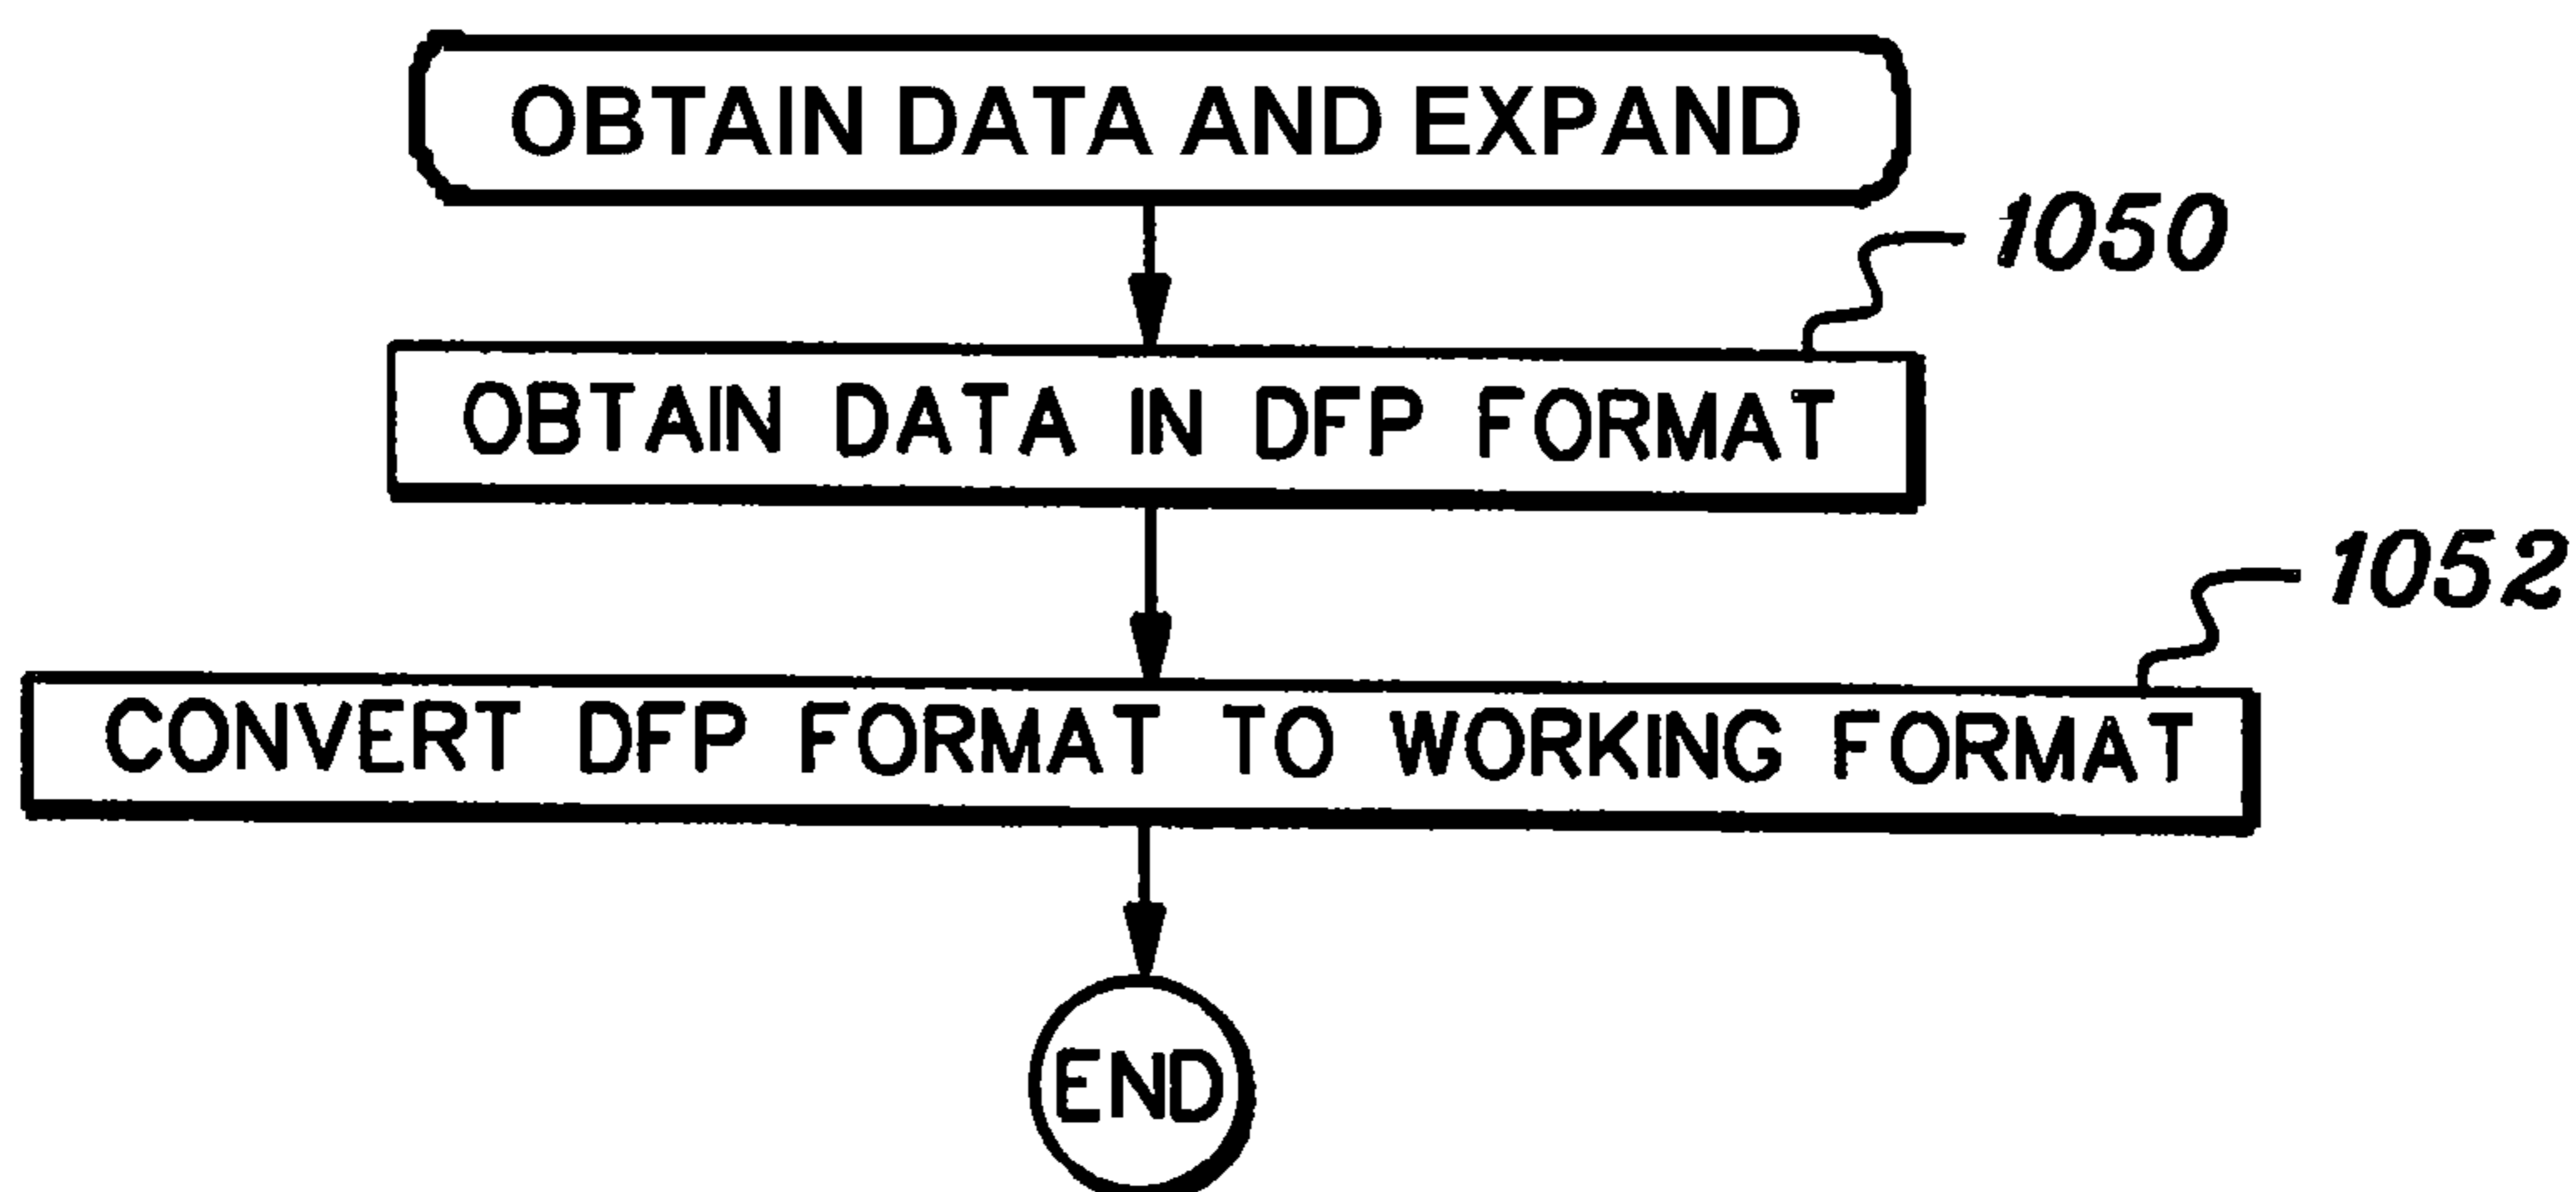 OBTAIN DATA AND EXPAND
1050
OBTAIN DATA IN DFP FORMAT
1052
CONVERT DFP FORMAT TO WORKING FORMAT
END